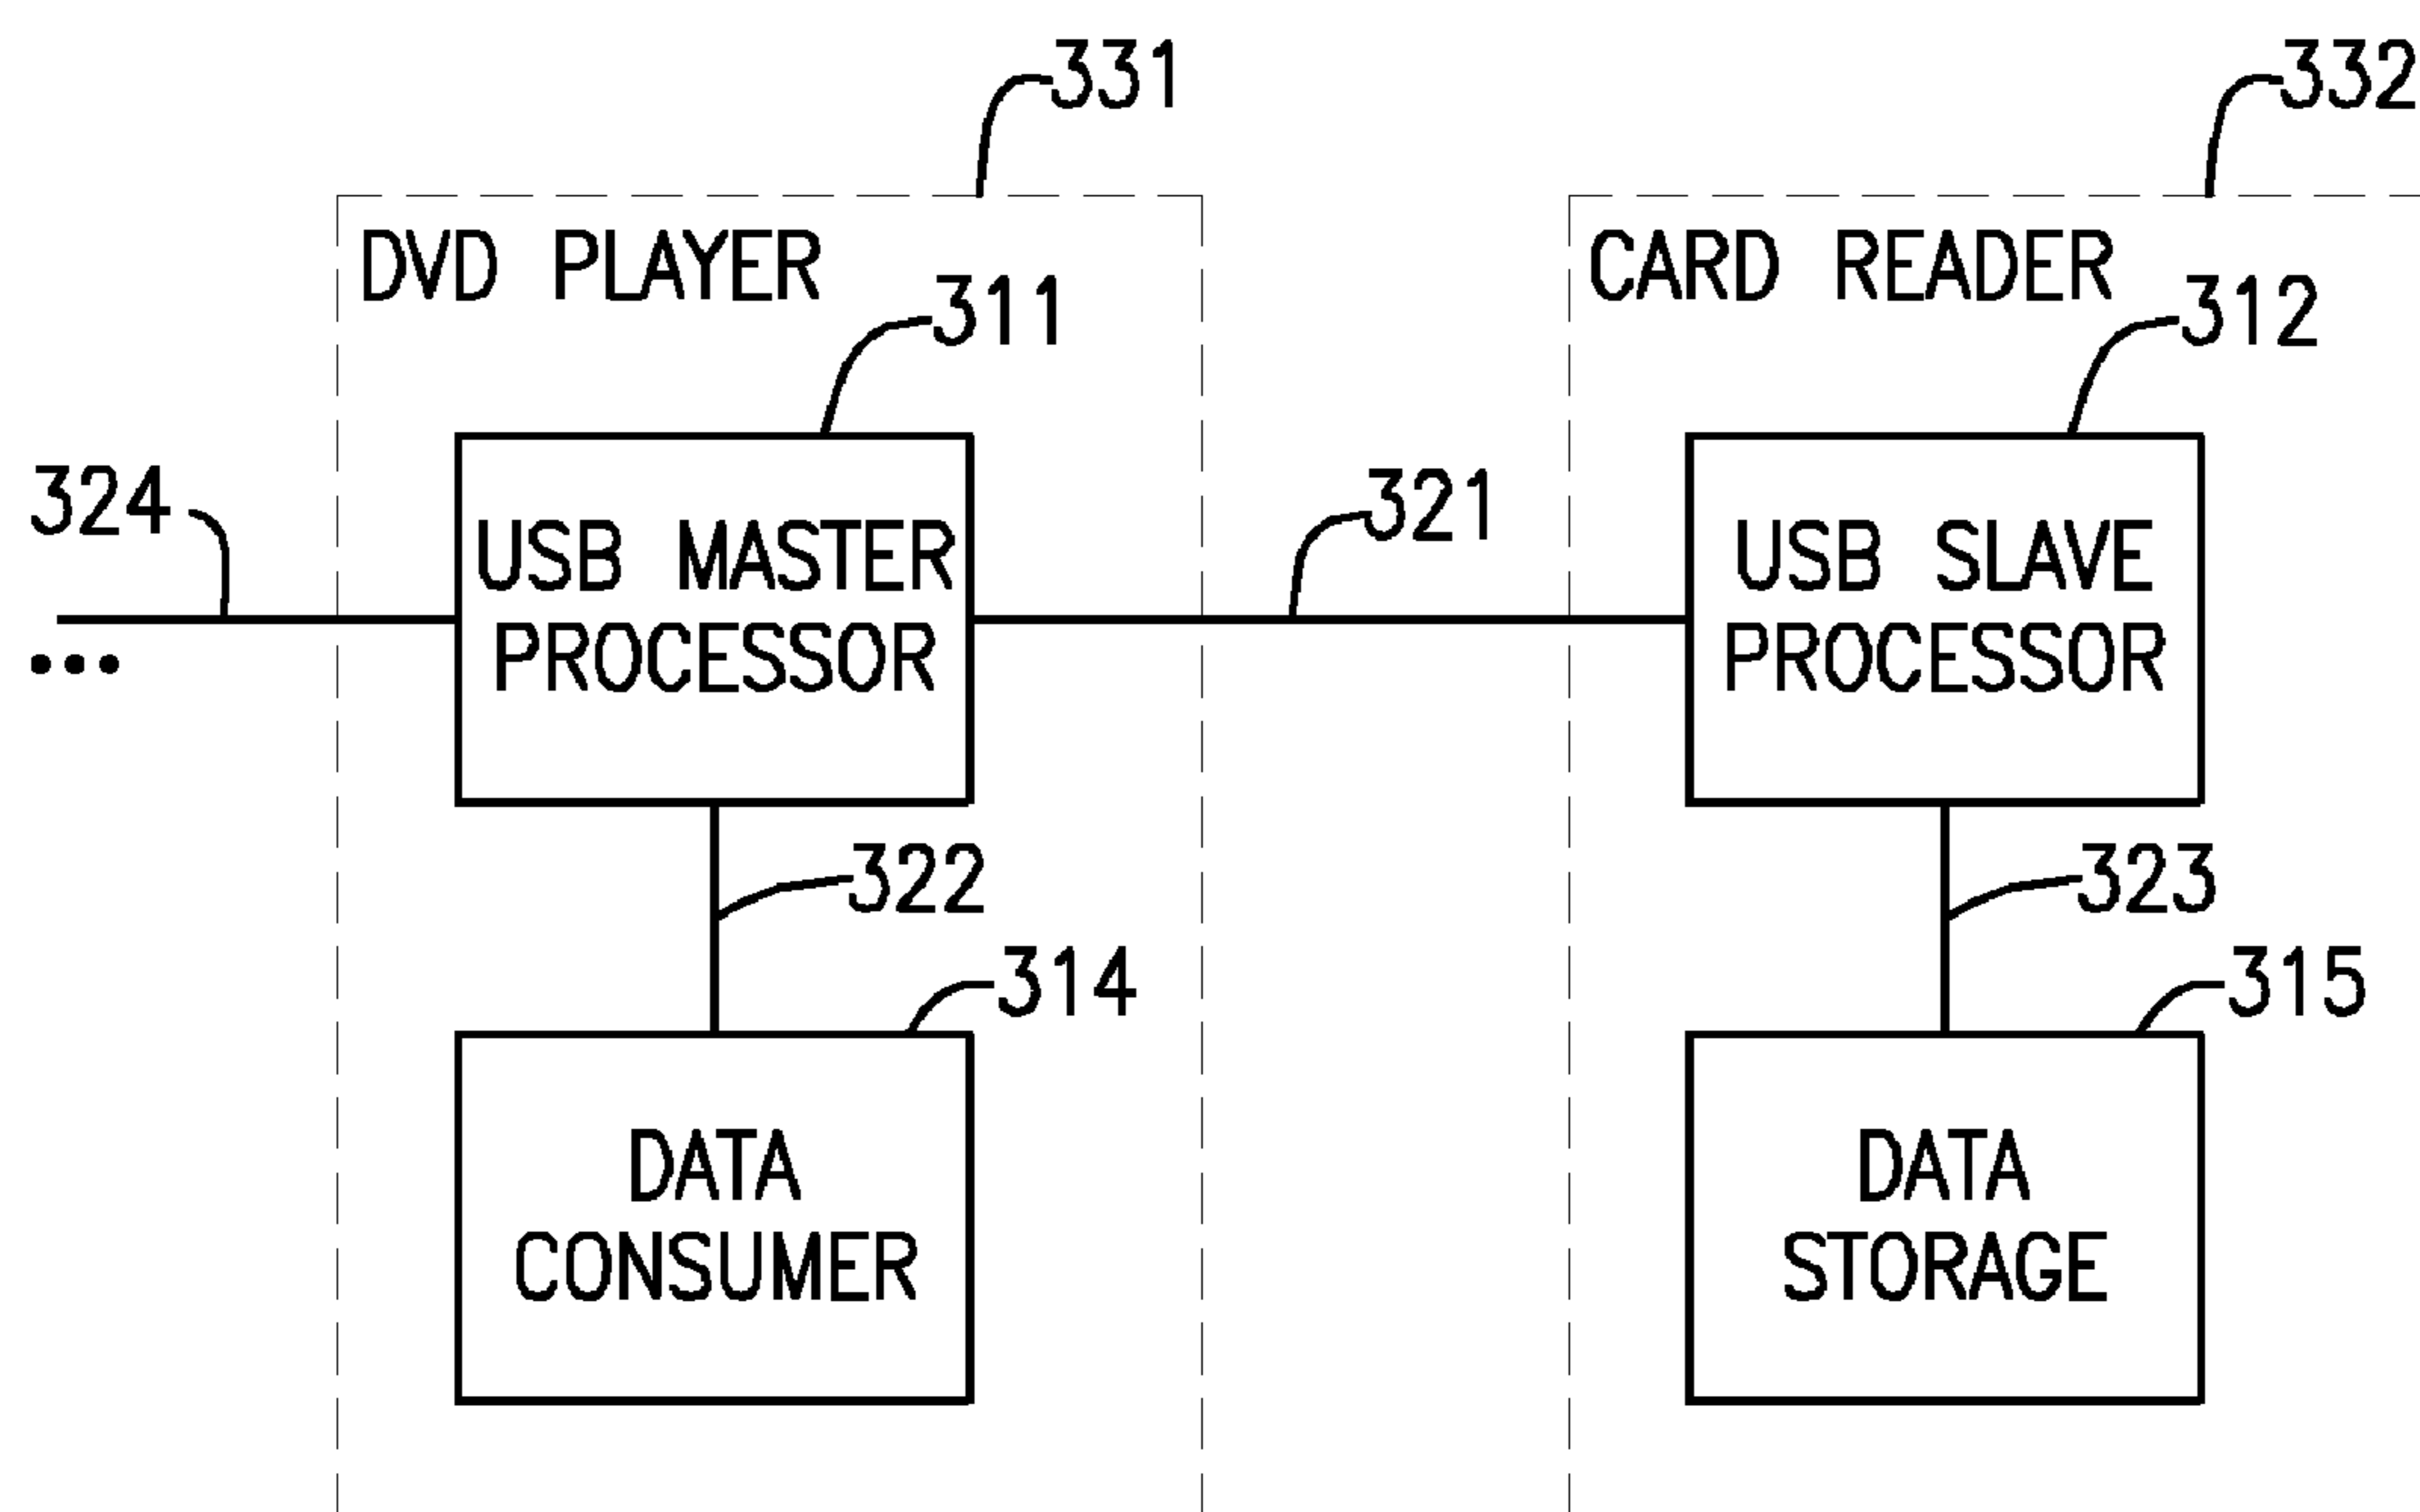 331
332
DVD PLAYER
CARD READER
311
312
324
321
USB MASTER
PROCESSOR
USB SLAVE
PROCESSOR
•••
322
323
314
315
DATA
CONSUMER
DATA
STORAGE